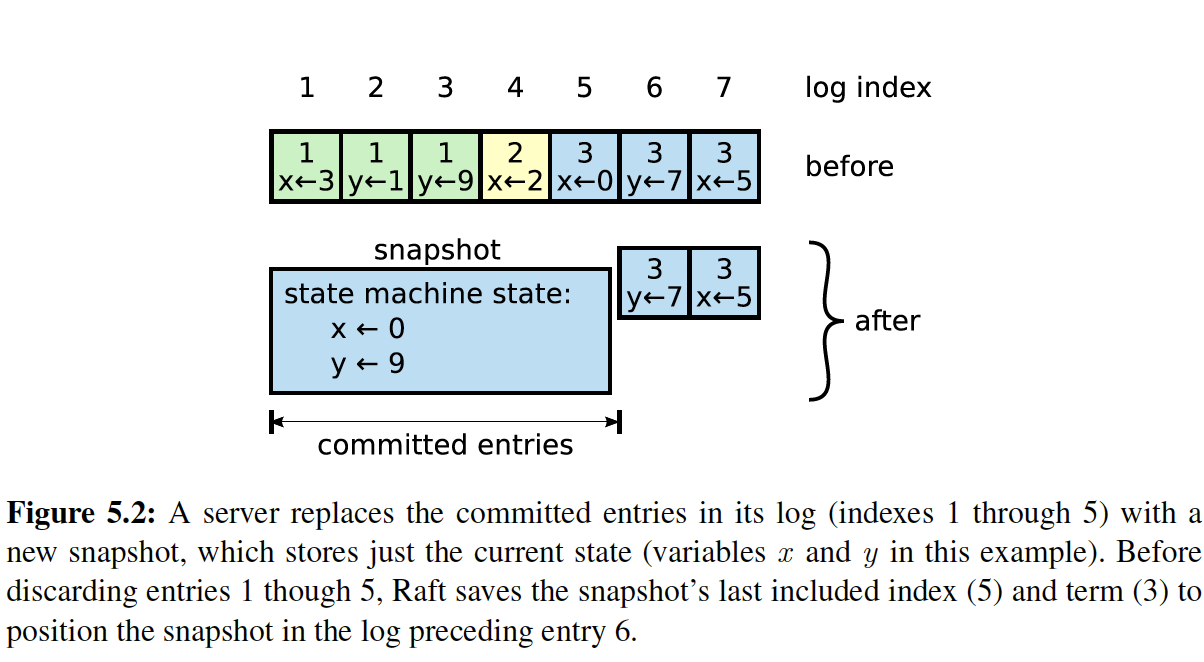 1 2 3 4 5 6 7 log index
1 1 1 2 3 3 3
x←3 y←1 y←9 x←2 x←0 y←7 x←5
before
snapshot
3 3
state machine state:
y←7 x←5
x ← 0
after
y ← 9
committed entries
Figure 5.2: A server replaces the committed entries in its log (indexes 1 through 5) with a
new snapshot, which stores just the current state (variables x and y in this example). Before
discarding entries 1 though 5, Raft saves the snapshot's last included index (5) and term (3) to
position the snapshot in the log preceding entry 6.